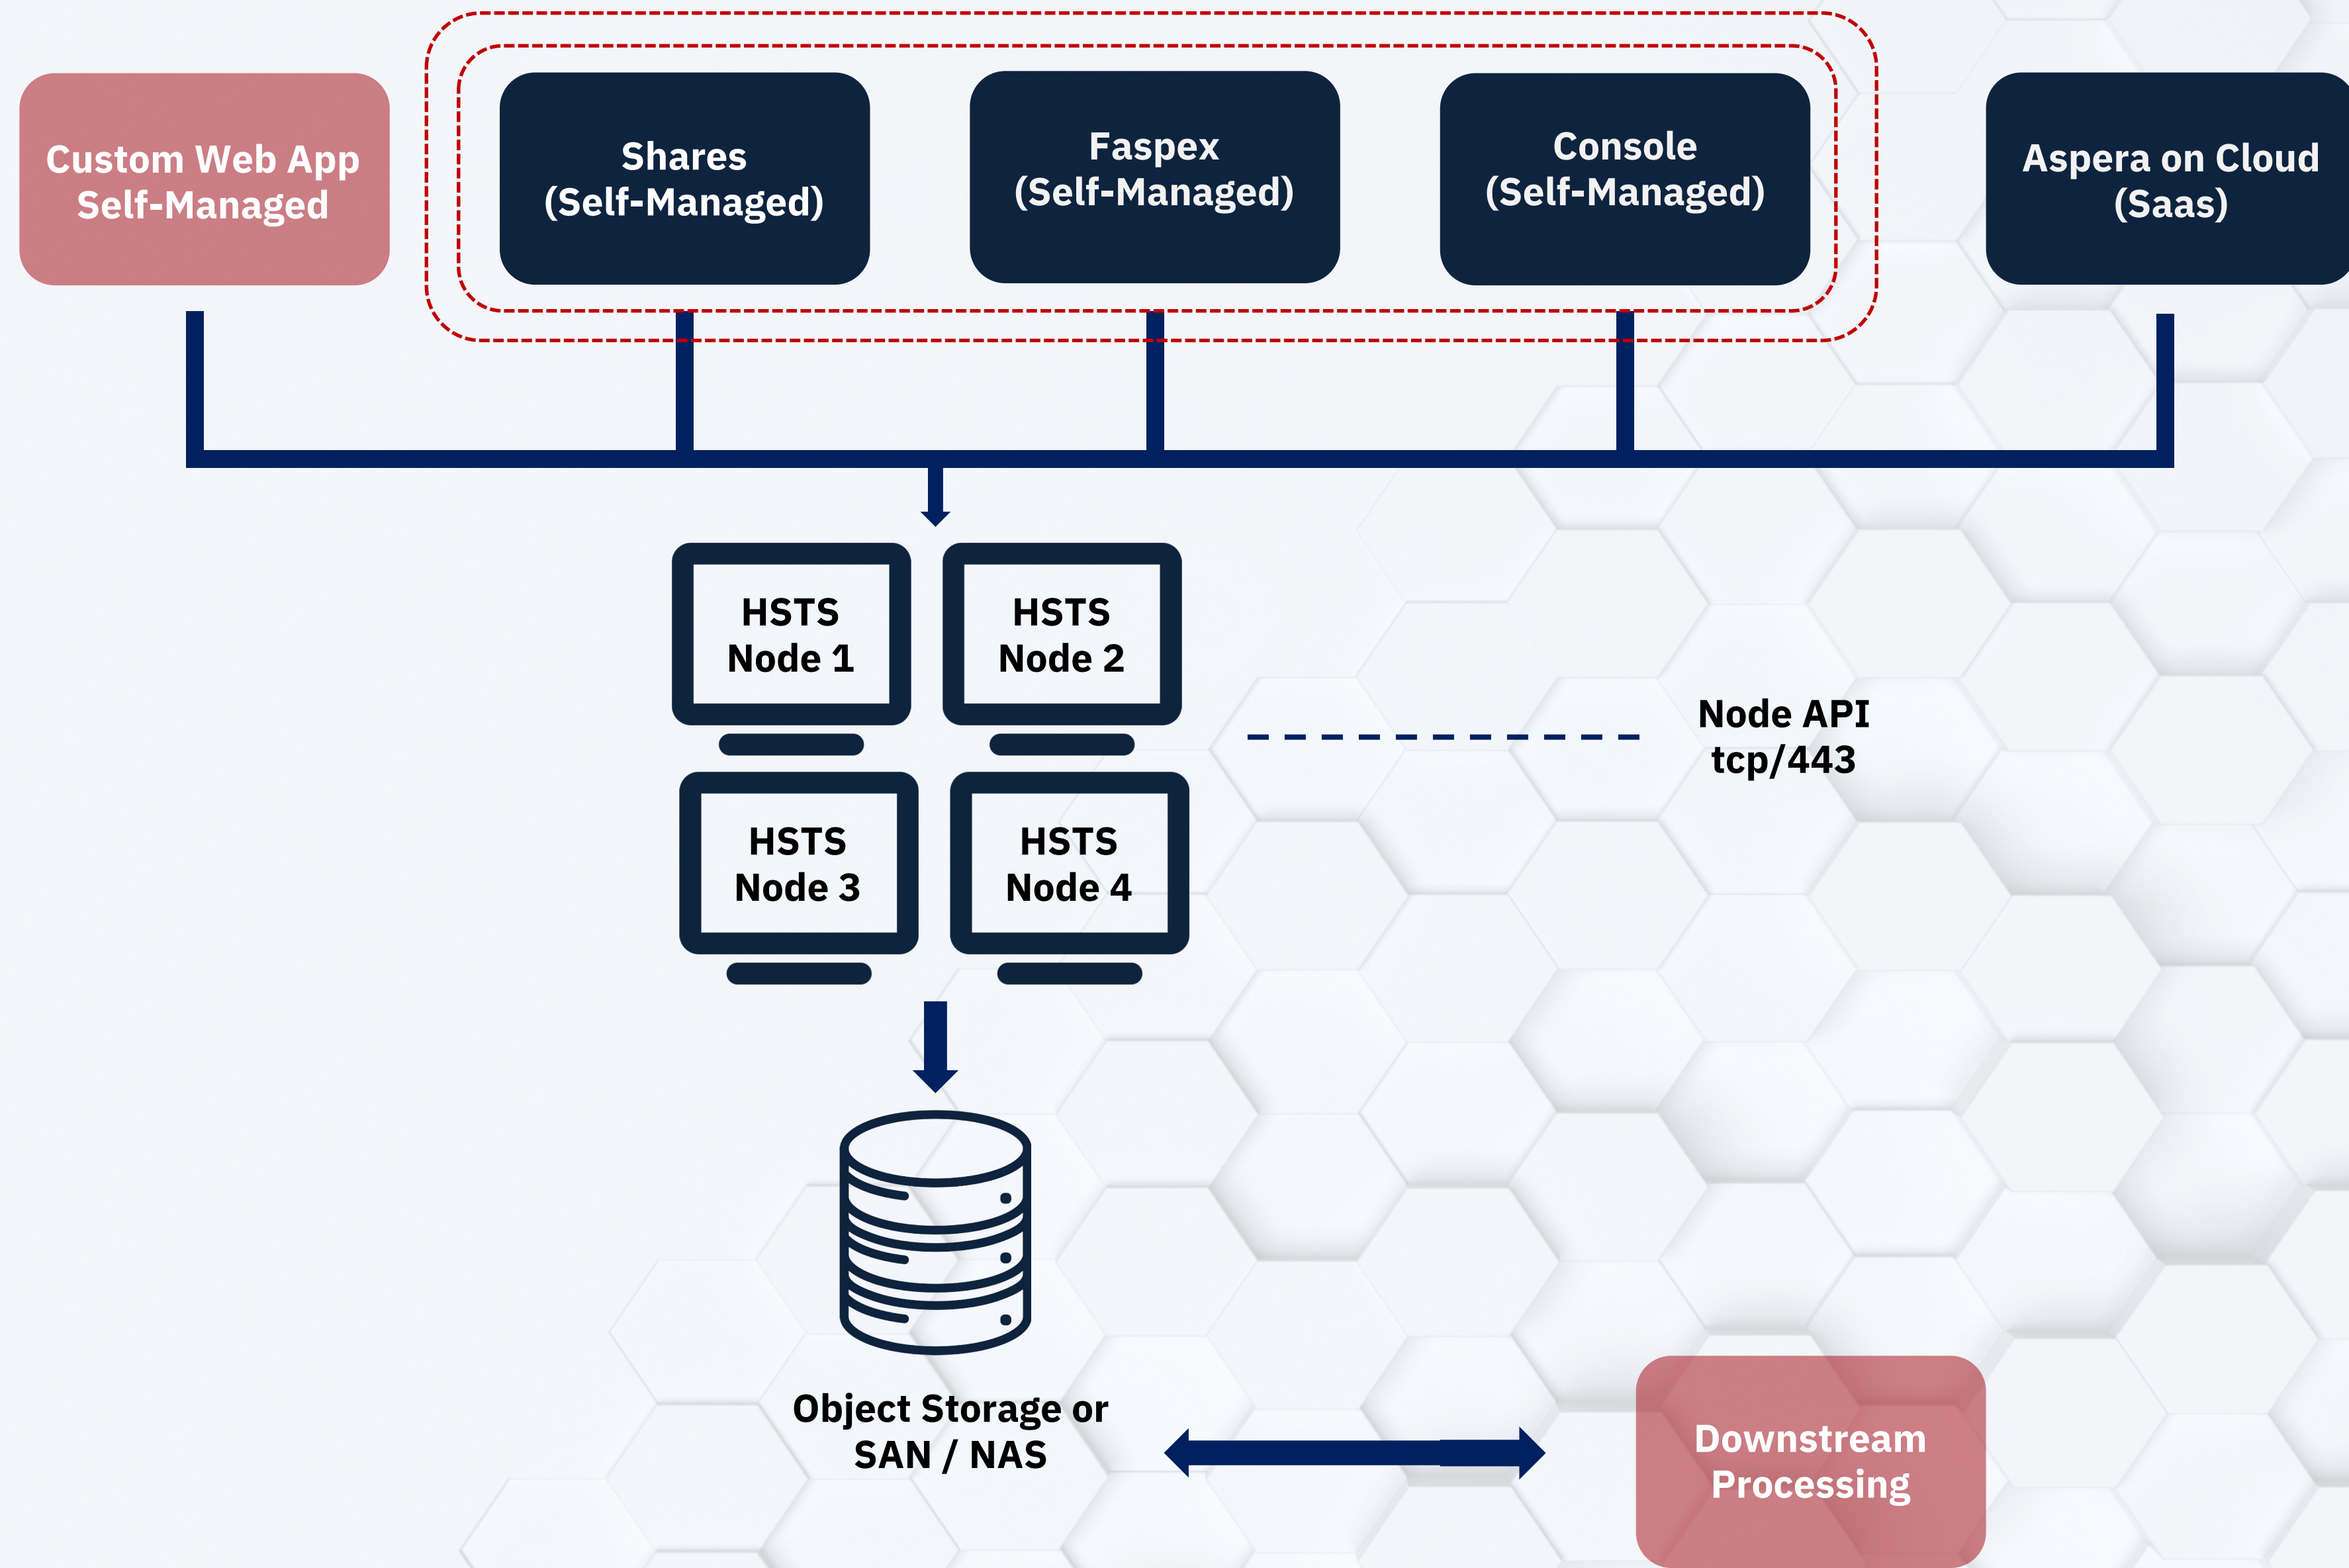 Custom Web App
Self-Managed
Shares
(Self-Managed)
Faspex
(Self-Managed)
Console
(Self-Managed)
Aspera on Cloud
(Saas)
HSTS
Node 1
HSTS
Node 2
Node API
tcp/443
HSTS
Node 3
HSTS
Node 4
Object Storage or
SAN / NAS
Downstream
Processing